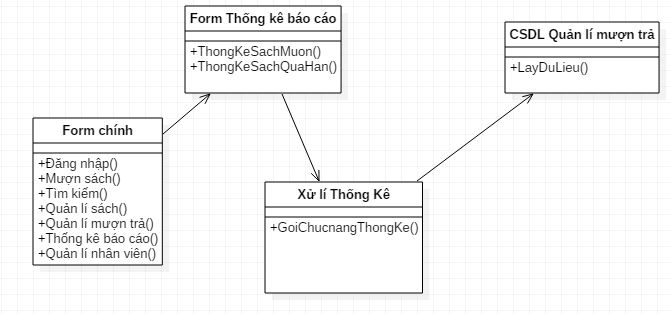 Form Thống kê báo cáo
+ThongKeSachMuon()
+ThongKeSachQuaHan()
CSDL Quản lí mượn trả
+LayDuLieu()
Form chính
+Đăng nhập()
+Mượn sách()
+Tìm kiếm()
+Quản lí sách()
+Quản lí mượn trả()
+Thống kê báo cáo()
+Quản lí nhân viên()
Xử lí Thống Kê
+GoiChucnangThongKe()